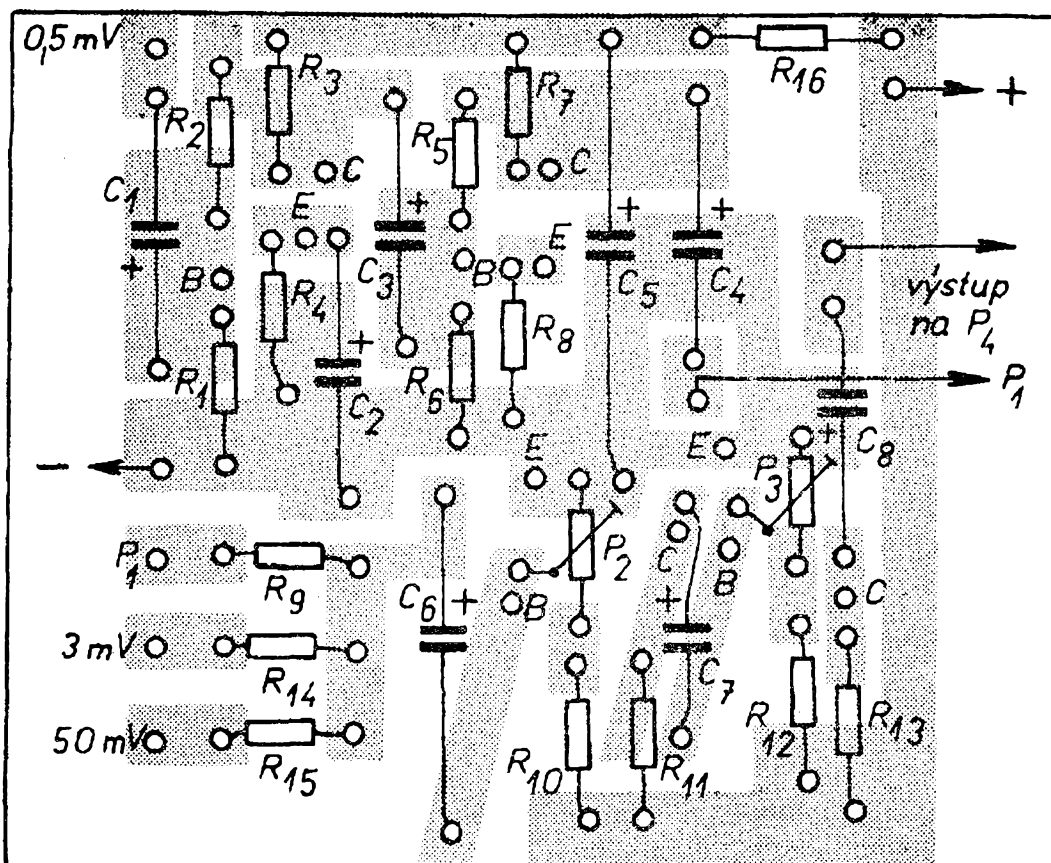 0,5 mV
R3
R7
R16
+
R2
R5
C
C
C1
E
+
+
+
E
+
B
R4
C3
B
C5
C4
výstup
na P4
R1
+
C2
R6
R8
P1
+
C8
E
E
P3
−
P1
R9
C6
+
B
P2
C
+
B
C
3 mV
R14
C7
50 mV
R15
R10
R11
R12
R13